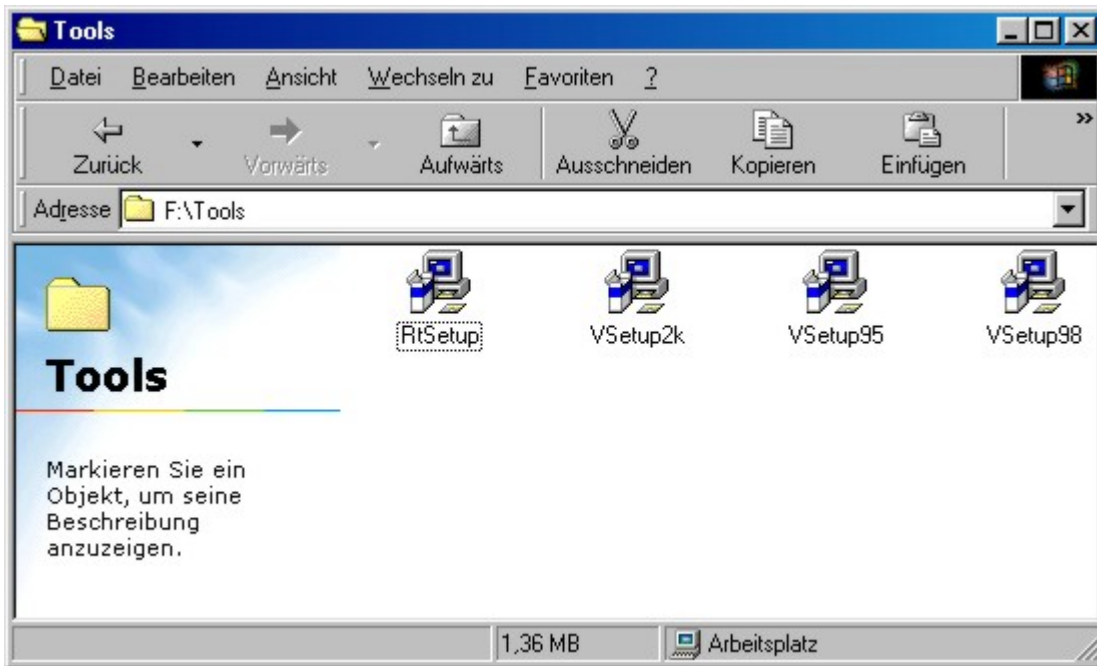 Tools
Datei Bearbeiten Ansicht Wechseln zu Favoriten ?
Zurück Vorwärts Aufwärts Ausschneiden Kopieren Einfügen »
Adresse F:\Tools
RtSetup VSetup2k VSetup95 VSetup98
Tools
Markieren Sie ein
Objekt, um seine
Beschreibung
anzuzeigen.
1,36 MB Arbeitsplatz